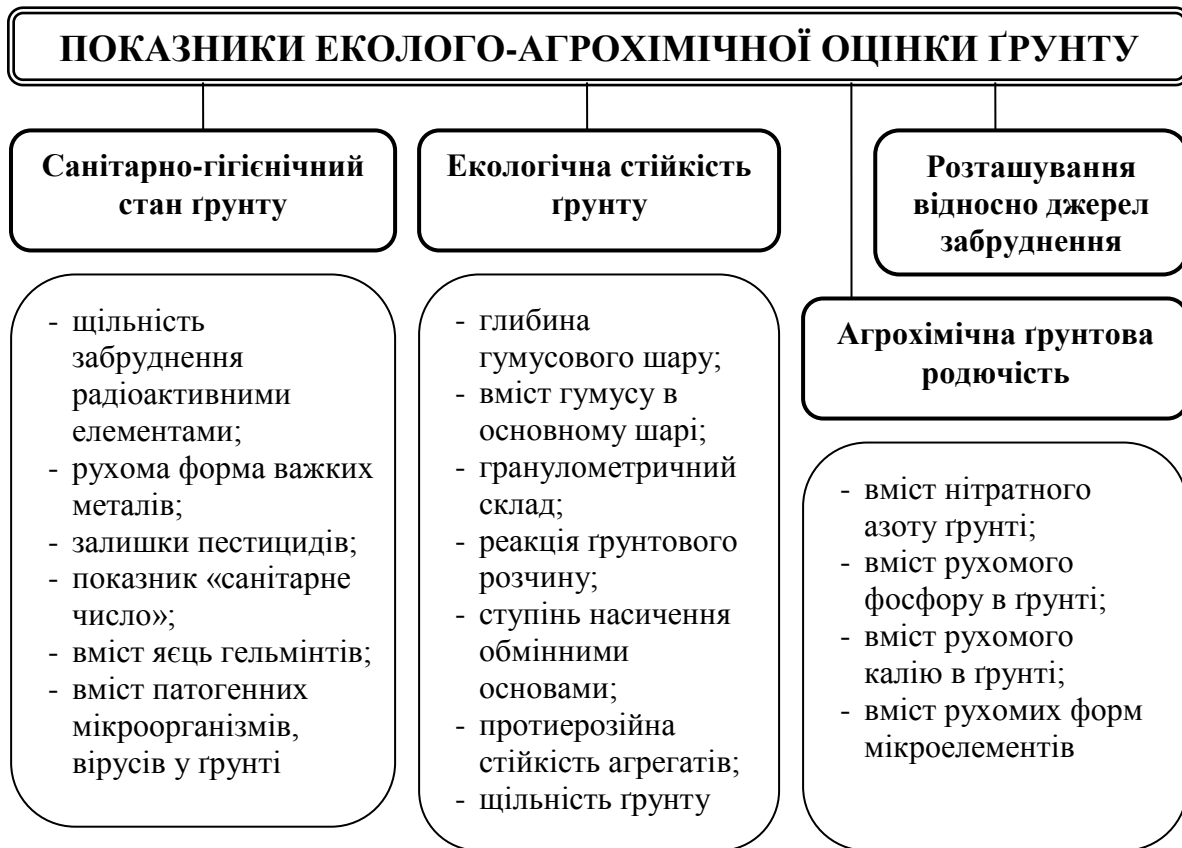 ПОКАЗНИКИ ЕКОЛОГО-АГРОХІМІЧНОЇ ОЦІНКИ ҐРУНТУ
Санітарно-гігієнічний
стан ґрунту
- щільність
забруднення
радіоактивними
елементами;
- рухома форма важких
металів;
- залишки пестицидів;
- показник «санітарне
число»;
- вміст яєць гельмінтів;
- вміст патогенних
мікроорганізмів,
вірусів у ґрунті
Екологічна стійкість
ґрунту
- глибина
гумусового шару;
- вміст гумусу в
основному шарі;
- гранулометричний
склад;
- реакція ґрунтового
розчину;
- ступінь насичення
обмінними
основами;
- протиерозійна
стійкість агрегатів;
- щільність ґрунту
Розташування
відносно джерел
забруднення
Агрохімічна ґрунтова
родючість
- вміст нітратного
азоту ґрунті;
- вміст рухомого
фосфору в ґрунті;
- вміст рухомого
калію в ґрунті;
- вміст рухомих форм
мікроелементів